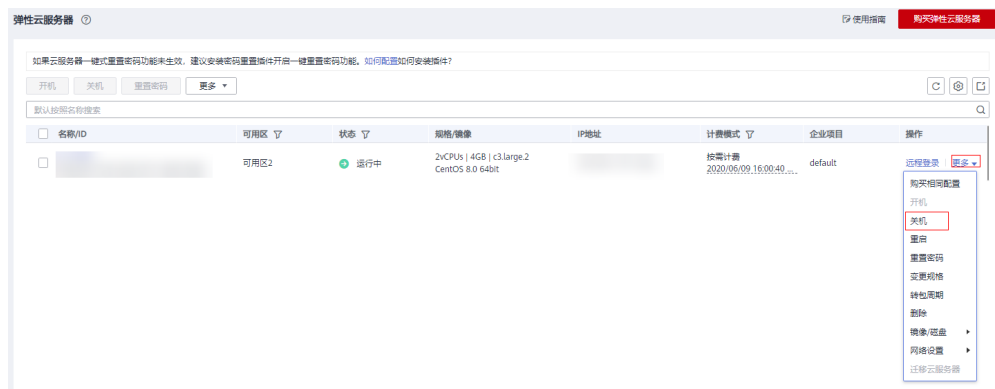 弹性云服务器
使用指南
购买弹性云服务器
如果云服务器一键式重置密码功能未生效，建议安装密码重置插件开启一键重置密码功能。如何配置如何安装插件？
开机 关机 重置密码 更多
默认按照名称搜索
名称/ID 可用区 状态 规格/镜像 IP地址 计费模式 企业项目 操作
可用区2 运行中 2vCPUs | 4GB | c3.large.2 按需计费 default 远程登录 更多
CentOS 8.0 64bit 2020/06/09 16:00:40 ...
购买相同配置
开机
关机
重启
重置密码
变更规格
转包周期
删除
镜像/磁盘
网络设置
迁移云服务器